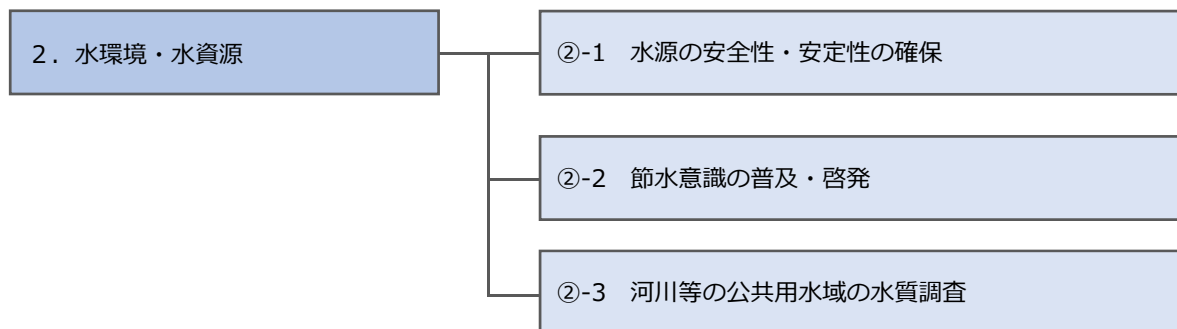 ２．水環境・水資源
②-1　水源の安全性・安定性の確保
②-2　節水意識の普及・啓発
②-3　河川等の公共用水域の水質調査